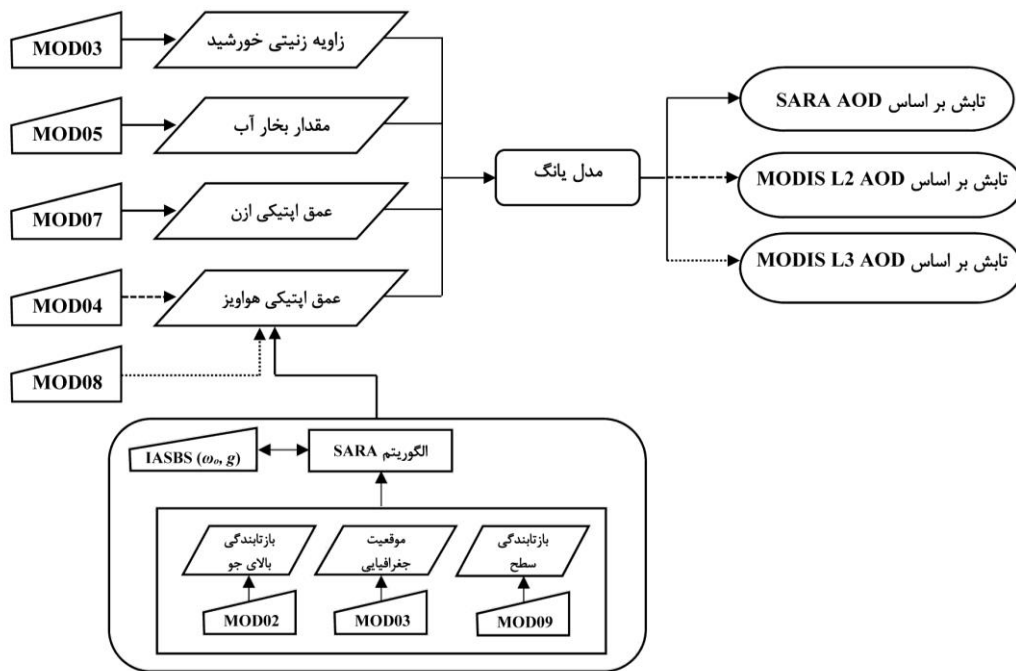 MOD03
زاویه زنیتی خورشید
MOD05
مقدار بخار آب
MOD07
عمق اپتیکی ازن
MOD04
عمق اپتیکی هواویز
MOD08
مدل یانگ
تابش بر اساس SARA AOD
تابش بر اساس MODIS L2 AOD
تابش بر اساس MODIS L3 AOD
IASBS (ωₒ, g)
الگوریتم SARA
بازتابندگی
بالای جو
موقعیت
جغرافیایی
بازتابندگی
سطح
MOD02
MOD03
MOD09